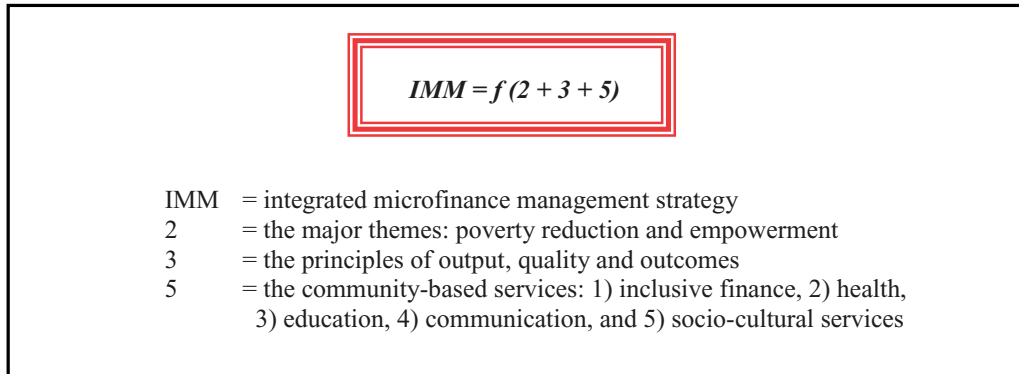 IMM = f (2 + 3 + 5)
IMM = integrated microfinance management strategy
2 = the major themes: poverty reduction and empowerment
3 = the principles of output, quality and outcomes
5 = the community-based services: 1) inclusive finance, 2) health,
3) education, 4) communication, and 5) socio-cultural services